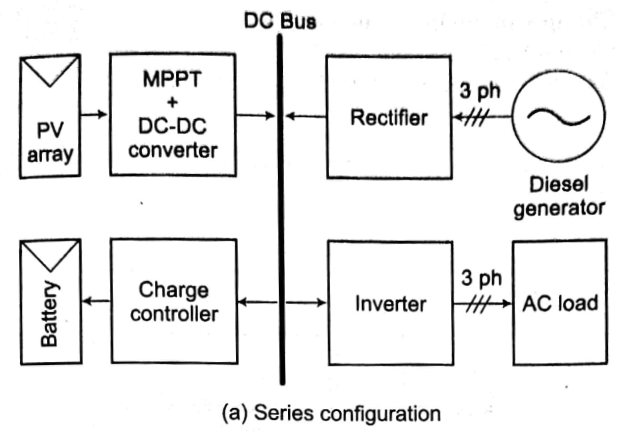 DC Bus
PV
array
MPPT
+
DC-DC
converter
Rectifier
3 ph
Diesel
generator
Battery
Charge
controller
Inverter
3 ph
AC load
(a) Series configuration